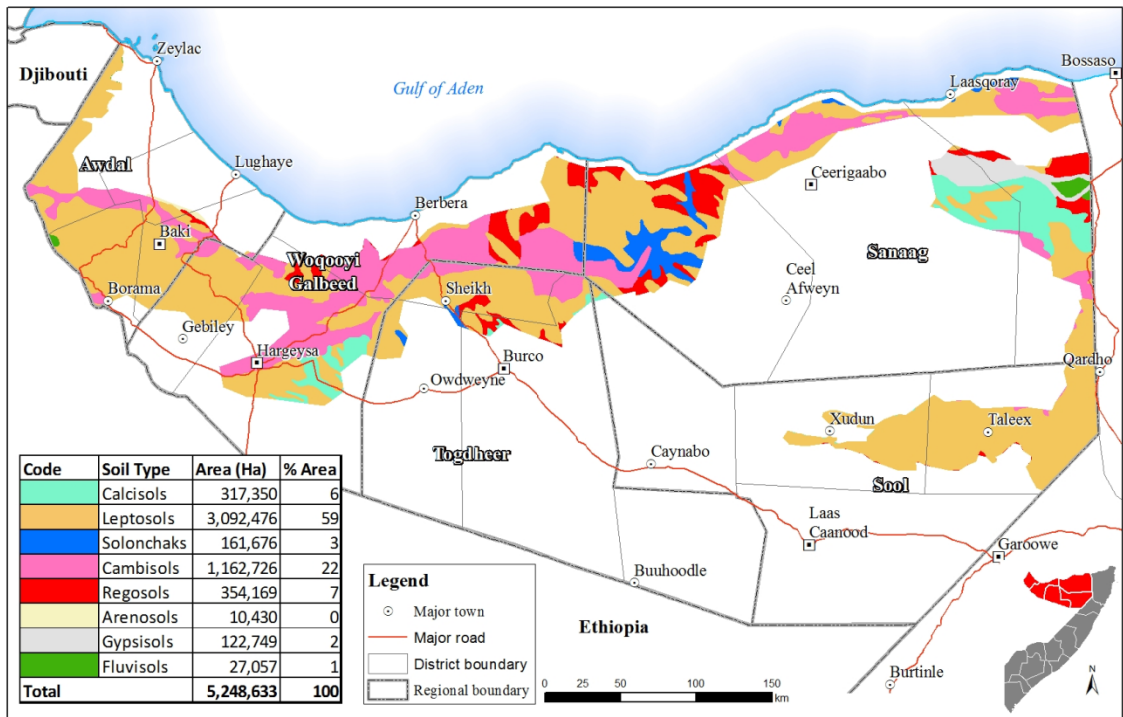 Zeylac
Djibouti
Bossaso
Gulf of Aden
Laasqoray
Awdal
Lughaye
Ceerigaabo
Berbera
Baki
Woqooyi
Galbeed
Sanaag
Ceel
Afweyn
Borama
Sheikh
Gebiley
Hargeysa
Burco
Qardho
Owdweyne
Xudun
Taleex
Togdheer
Caynabo
Sool
Laas
Caanood
Garoowe
Buuhoodle
Ethiopia
Burtinle
Code Soil Type Area (Ha) % Area
Calcisols 317,350 6
Leptosols 3,092,476 59
Solonchaks 161,676 3
Cambisols 1,162,726 22
Regosols 354,169 7
Arenosols 10,430 0
Gypsisols 122,749 2
Fluvisols 27,057 1
Total 5,248,633 100
Legend
Major town
Major road
District boundary
Regional boundary
0 50 100 150
km
N